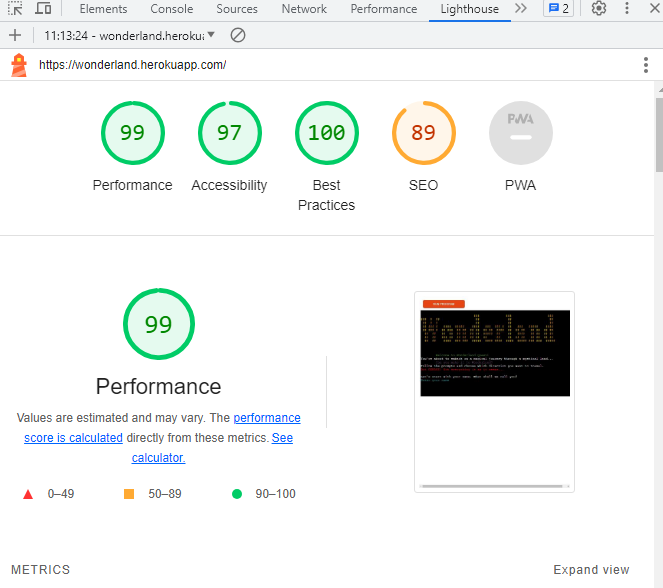 Elements Console Sources Network Performance Lighthouse 2
11:13:24 - wonderland.heroku
https://wonderland.herokuapp.com/
99 97 100 89 PWA
Performance Accessibility Best Practices SEO PWA
99
Performance
Values are estimated and may vary. The performance
score is calculated directly from these metrics. See
calculator.
0–49 50–89 90–100
METRICS
Expand view